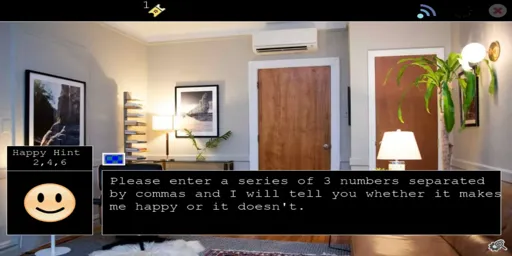 1
Happy Hint
2,4,6
Please enter a series of 3 numbers separated
by commas and I will tell you whether it makes
me happy or it doesn't.